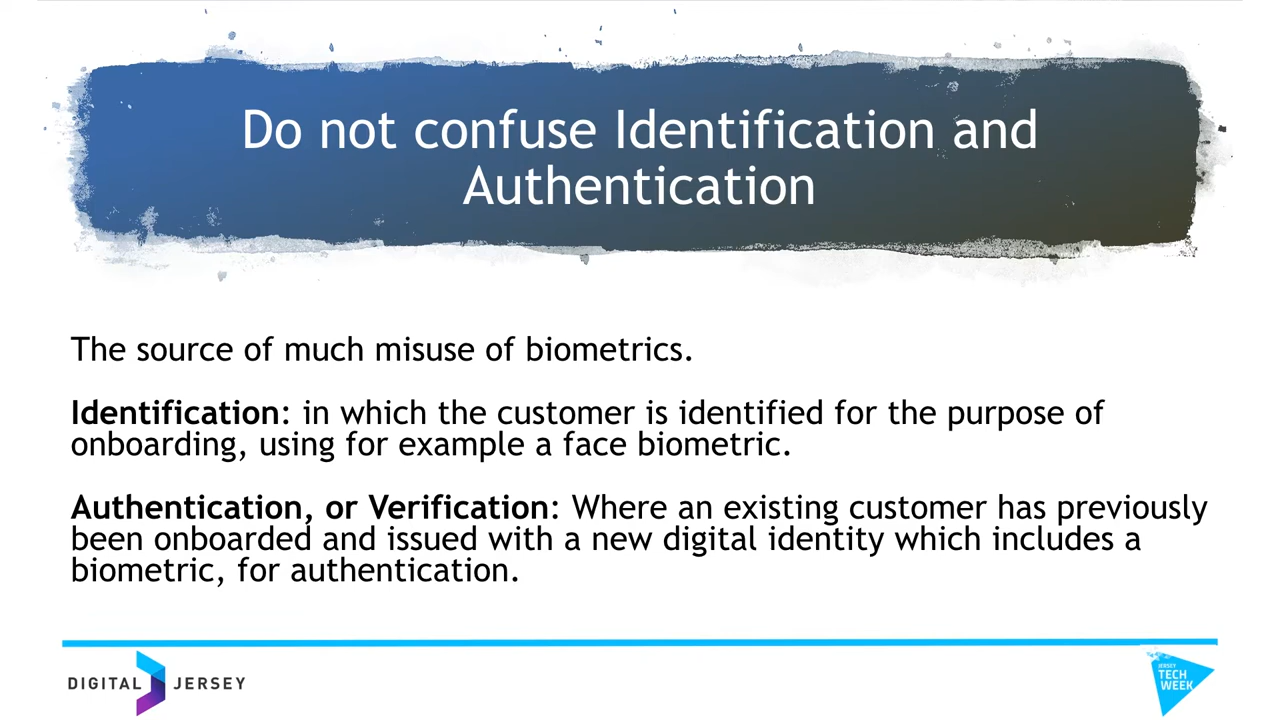 Do not confuse Identification and
Authentication
The source of much misuse of biometrics.
Identification: in which the customer is identified for the purpose of
onboarding, using for example a face biometric.
Authentication, or Verification: Where an existing customer has previously
been onboarded and issued with a new digital identity which includes a
biometric, for authentication.
DIGITAL JERSEY
JERSEY
TECH
WEEK